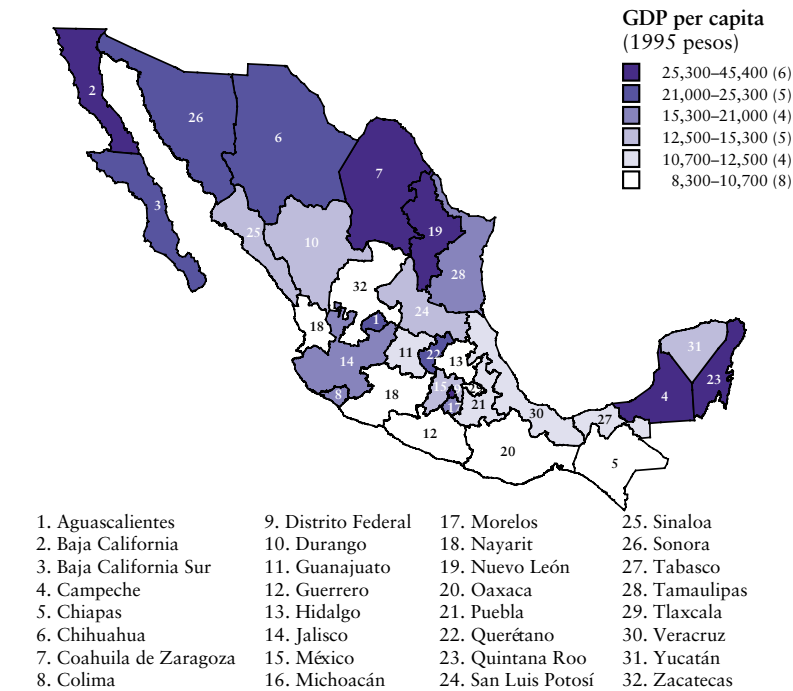 GDP per capita
(1995 pesos)
25,300–45,400 (6)
21,000–25,300 (5)
15,300–21,000 (4)
12,500–15,300 (5)
10,700–12,500 (4)
8,300–10,700 (8)
2
26
6
7
3
25
10
19
28
32
24
18
1
14
11
22
13
31
23
8
18
15
29
21
17
4
30
27
12
20
5
1. Aguascalientes
2. Baja California
3. Baja California Sur
4. Campeche
5. Chiapas
6. Chihuahua
7. Coahuila de Zaragoza
8. Colima
9. Distrito Federal
10. Durango
11. Guanajuato
12. Guerrero
13. Hidalgo
14. Jalisco
15. México
16. Michoacán
17. Morelos
18. Nayarit
19. Nuevo León
20. Oaxaca
21. Puebla
22. Querétano
23. Quintana Roo
24. San Luis Potosí
25. Sinaloa
26. Sonora
27. Tabasco
28. Tamaulipas
29. Tlaxcala
30. Veracruz
31. Yucatán
32. Zacatecas